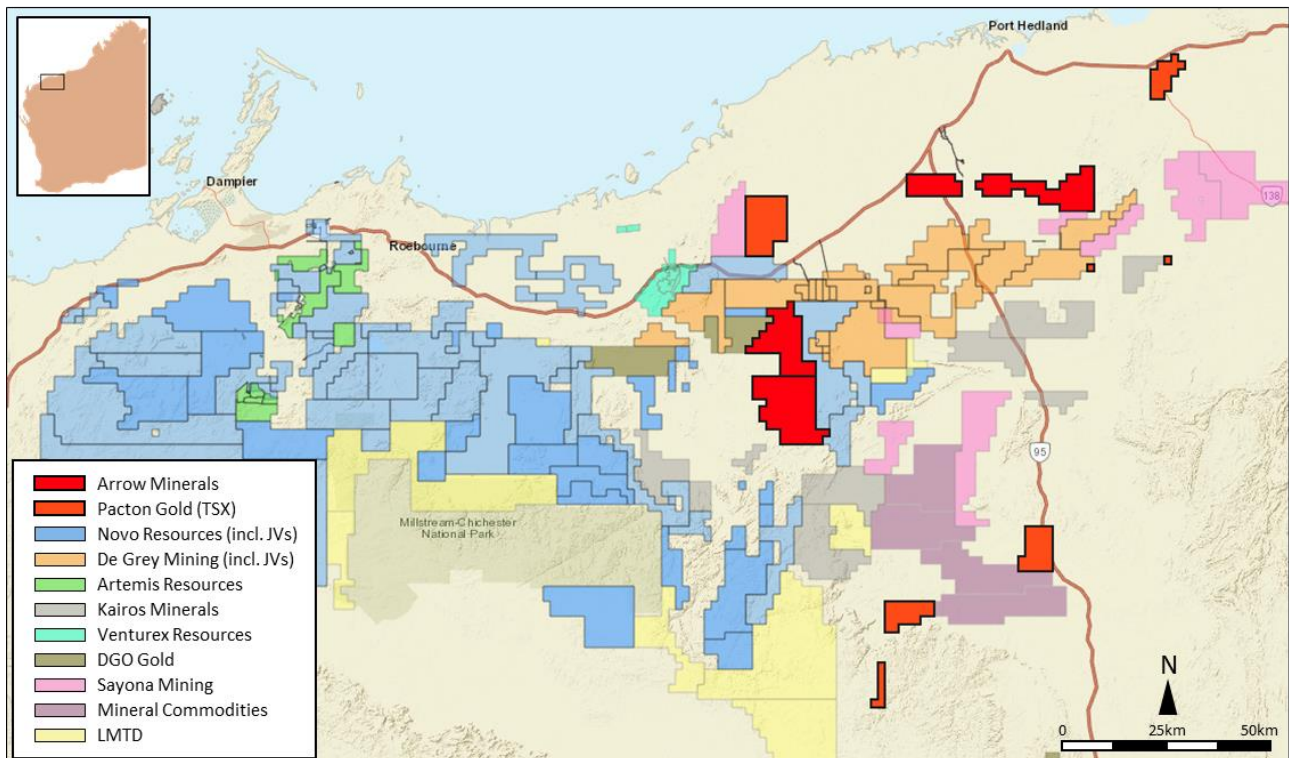 Port Hedland
Dampier
138
Roebourne
95
Millstream-Chichester
National Park
Arrow Minerals
Pacton Gold (TSX)
Novo Resources (incl. JVs)
De Grey Mining (incl. JVs)
Artemis Resources
Kairos Minerals
Venturex Resources
DGO Gold
Sayona Mining
Mineral Commodities
LMTD
N
0 25km 50km